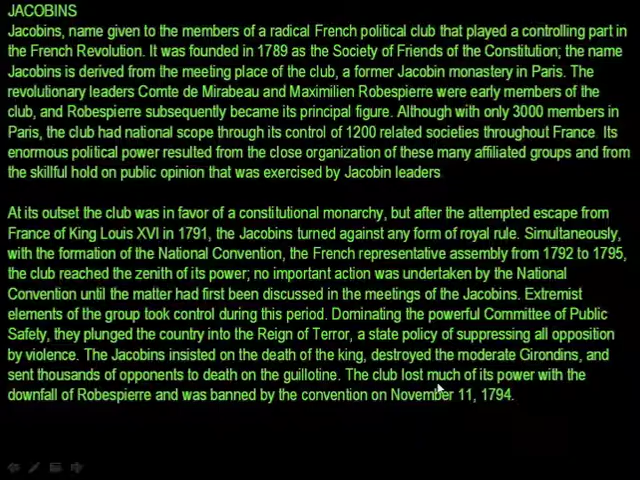 JACOBINS
Jacobins, name given to the members of a radical French political club that played a controlling part in
the French Revolution. It was founded in 1789 as the Society of Friends of the Constitution; the name
Jacobins is derived from the meeting place of the club, a former Jacobin monastery in Paris. The
revolutionary leaders Comte de Mirabeau and Maximilien Robespierre were early members of the
club, and Robespierre subsequently became its principal figure. Although with only 3000 members in
Paris, the club had national scope through its control of 1200 related societies throughout France. Its
enormous political power resulted from the close organization of these many affiliated groups and from
the skillful hold on public opinion that was exercised by Jacobin leaders
At its outset the club was in favor of a constitutional monarchy, but after the attempted escape from
France of King Louis XVI in 1791, the Jacobins turned against any form of royal rule. Simultaneously,
with the formation of the National Convention, the French representative assembly from 1792 to 1795,
the club reached the zenith of its power; no important action was undertaken by the National
Convention until the matter had first been discussed in the meetings of the Jacobins. Extremist
elements of the group took control during this period. Dominating the powerful Committee of Public
Safety, they plunged the country into the Reign of Terror, a state policy of suppressing all opposition
by violence. The Jacobins insisted on the death of the king, destroyed the moderate Girondins, and
sent thousands of opponents to death on the guillotine. The club lost much of its power with the
downfall of Robespierre and was banned by the convention on November 11, 1794.